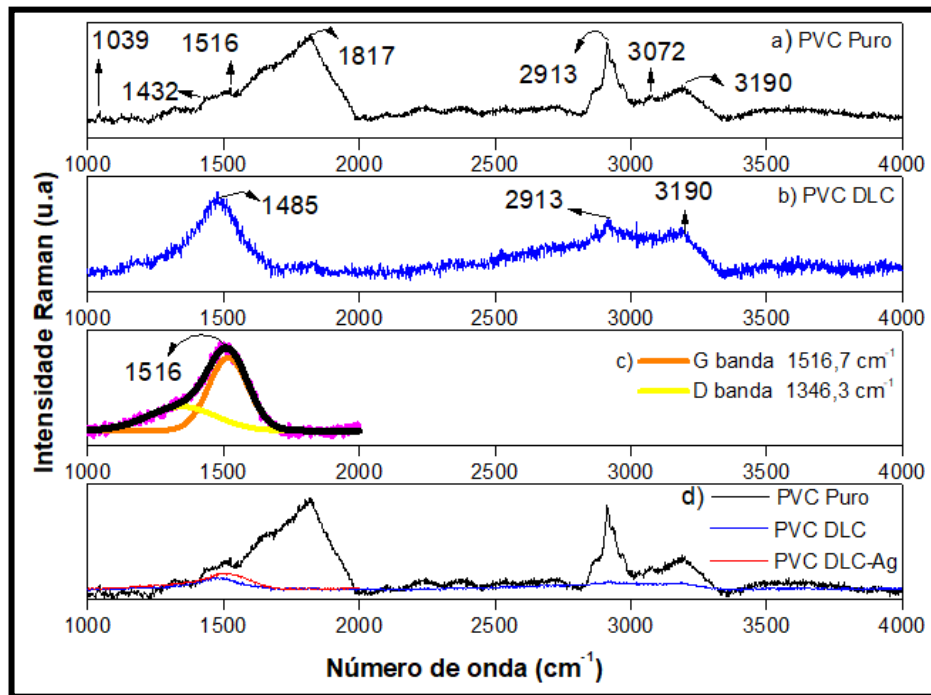 Intensidade Raman (u.a)
a) PVC Puro
1039
1516
1432
1817
2913
3072
3190
1000 1500 2000 2500 3000 3500 4000
b) PVC DLC
1485
2913
3190
1000 1500 2000 2500 3000 3500 4000
c)
1516
G banda 1516,7 cm⁻¹
D banda 1346,3 cm⁻¹
1000 1500 2000 2500 3000 3500 4000
d)
PVC Puro
PVC DLC
PVC DLC-Ag
1000 1500 2000 2500 3000 3500 4000
Número de onda (cm⁻¹)